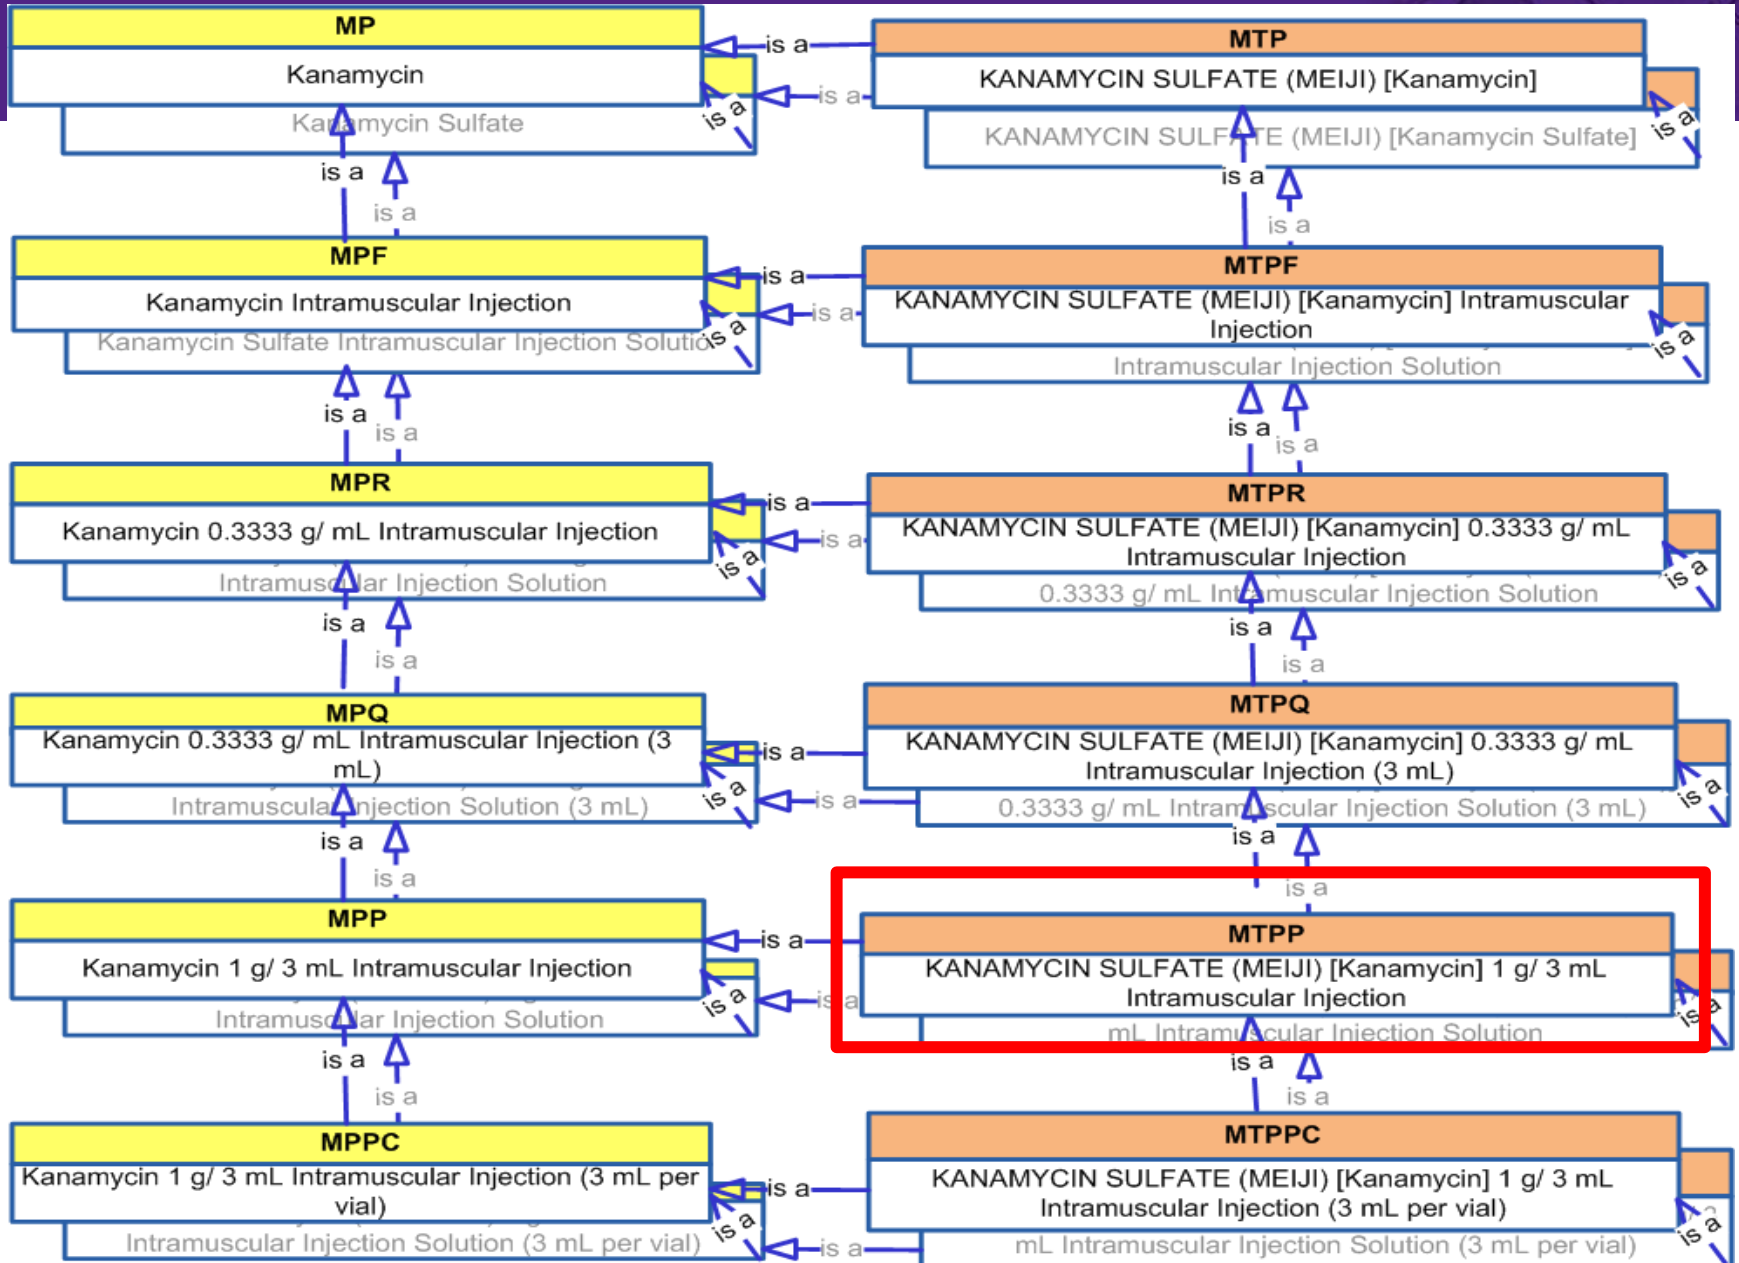 MP
Kanamycin
Kanamycin Sulfate
is a
is a
is a
MTP
KANAMYCIN SULFATE (MEIJI) [Kanamycin]
KANAMYCIN SULFATE (MEIJI) [Kanamycin Sulfate]
is a
is a
is a
is a
is a
MPF
Kanamycin Intramuscular Injection
Kanamycin Sulfate Intramuscular Injection
is a
is a
is a
MTPF
KANAMYCIN SULFATE (MEIJI) [Kanamycin] Intramuscular
Injection
Intramuscular Injection Solution
is a
is a
is a
is a
is a
MPR
Kanamycin 0.3333 g/ mL Intramuscular Injection
Intramuscular Injection Solution
is a
is a
is a
MTPR
KANAMYCIN SULFATE (MEIJI) [Kanamycin] 0.3333 g/ mL
Intramuscular Injection
0.3333 g/ mL Intramuscular Injection Solution
is a
is a
is a
is a
is a
MPQ
Kanamycin 0.3333 g/ mL Intramuscular Injection (3
mL)
Intramuscular Injection Solution (3 mL)
is a
is a
is a
MTPQ
KANAMYCIN SULFATE (MEIJI) [Kanamycin] 0.3333 g/ mL
Intramuscular Injection (3 mL)
0.3333 g/ mL Intramuscular Injection Solution (3 mL)
is a
is a
is a
is a
is a
MPP
Kanamycin 1 g/ 3 mL Intramuscular Injection
Intramuscular Injection Solution
is a
is a
is a
MTPP
KANAMYCIN SULFATE (MEIJI) [Kanamycin] 1 g/ 3 mL
Intramuscular Injection
mL Intramuscular Injection Solution
is a
is a
is a
is a
is a
MPPC
Kanamycin 1 g/ 3 mL Intramuscular Injection (3 mL per
vial)
Intramuscular Injection Solution (3 mL per vial)
is a
is a
is a
MTPPC
KANAMYCIN SULFATE (MEIJI) [Kanamycin] 1 g/ 3 mL
Intramuscular Injection (3 mL per vial)
mL Intramuscular Injection Solution (3 mL per vial)
is a